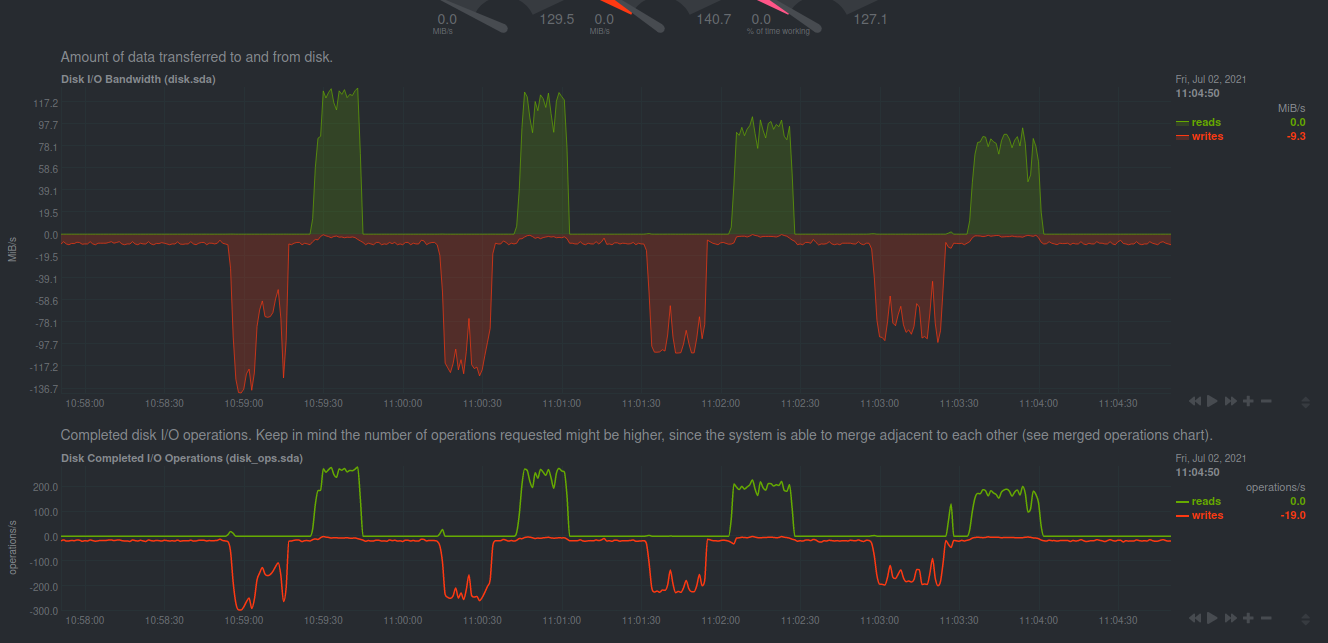 0.0 129.5 0.0 140.7 0.0 127.1
MiB/s MiB/s % of time working
Amount of data transferred to and from disk.
Disk I/O Bandwidth (disk.sda)
Fri, Jul 02, 2021
11:04:50
MiB/s
reads 0.0
writes -9.3
117.2
97.7
78.1
58.6
39.1
19.5
0.0
-19.5
-39.1
-58.6
-78.1
-97.7
-117.2
-136.7
MiB/s
10:58:00 10:58:30 10:59:00 10:59:30 11:00:00 11:00:30 11:01:00 11:01:30 11:02:00 11:02:30 11:03:00 11:03:30 11:04:00 11:04:30
Completed disk I/O operations. Keep in mind the number of operations requested might be higher, since the system is able to merge adjacent to each other (see merged operations chart).
Disk Completed I/O Operations (disk_ops.sda)
Fri, Jul 02, 2021
11:04:50
operations/s
reads 0.0
writes -19.0
200.0
100.0
0.0
-100.0
-200.0
-300.0
operations/s
10:58:00 10:58:30 10:59:00 10:59:30 11:00:00 11:00:30 11:01:00 11:01:30 11:02:00 11:02:30 11:03:00 11:03:30 11:04:00 11:04:30